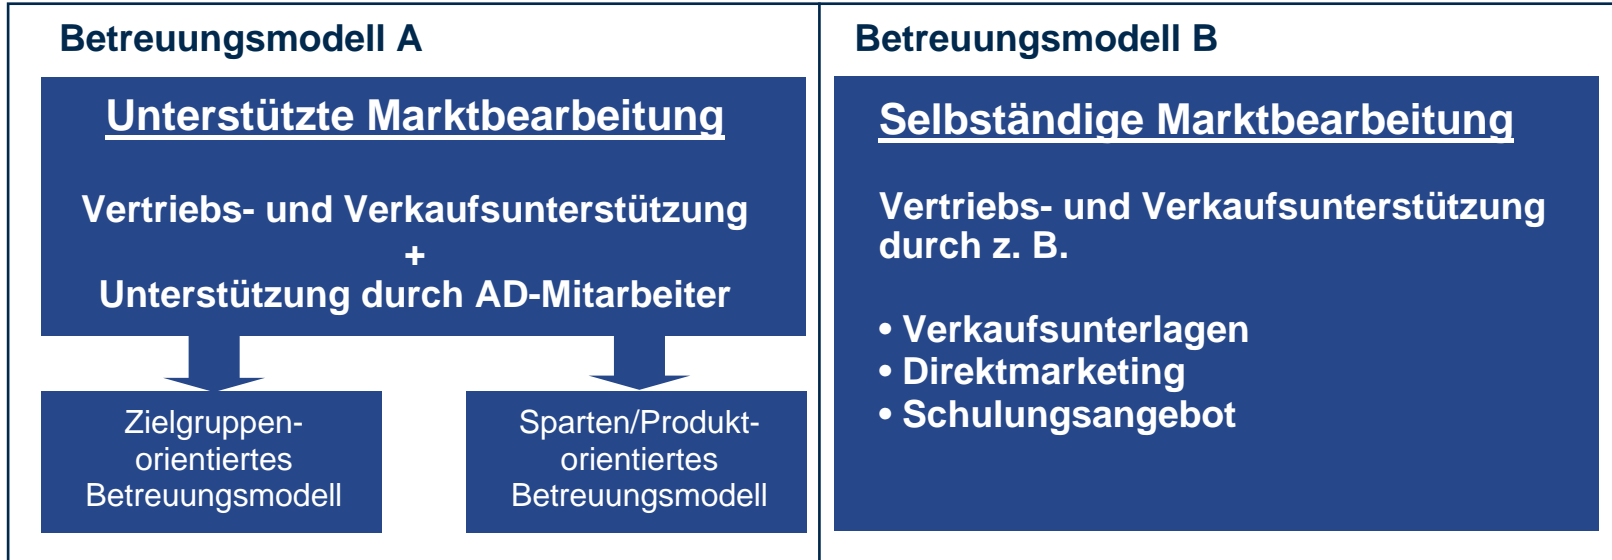 Betreuungsmodell A
Unterstützte Marktbearbeitung
Vertriebs- und Verkaufsunterstützung
+
Unterstützung durch AD-Mitarbeiter
Zielgruppen-
orientiertes
Betreuungsmodell
Sparten/Produkt-
orientiertes
Betreuungsmodell
Betreuungsmodell B
Selbständige Marktbearbeitung
Vertriebs- und Verkaufsunterstützung
durch z. B.
• Verkaufsunterlagen
• Direktmarketing
• Schulungsangebot